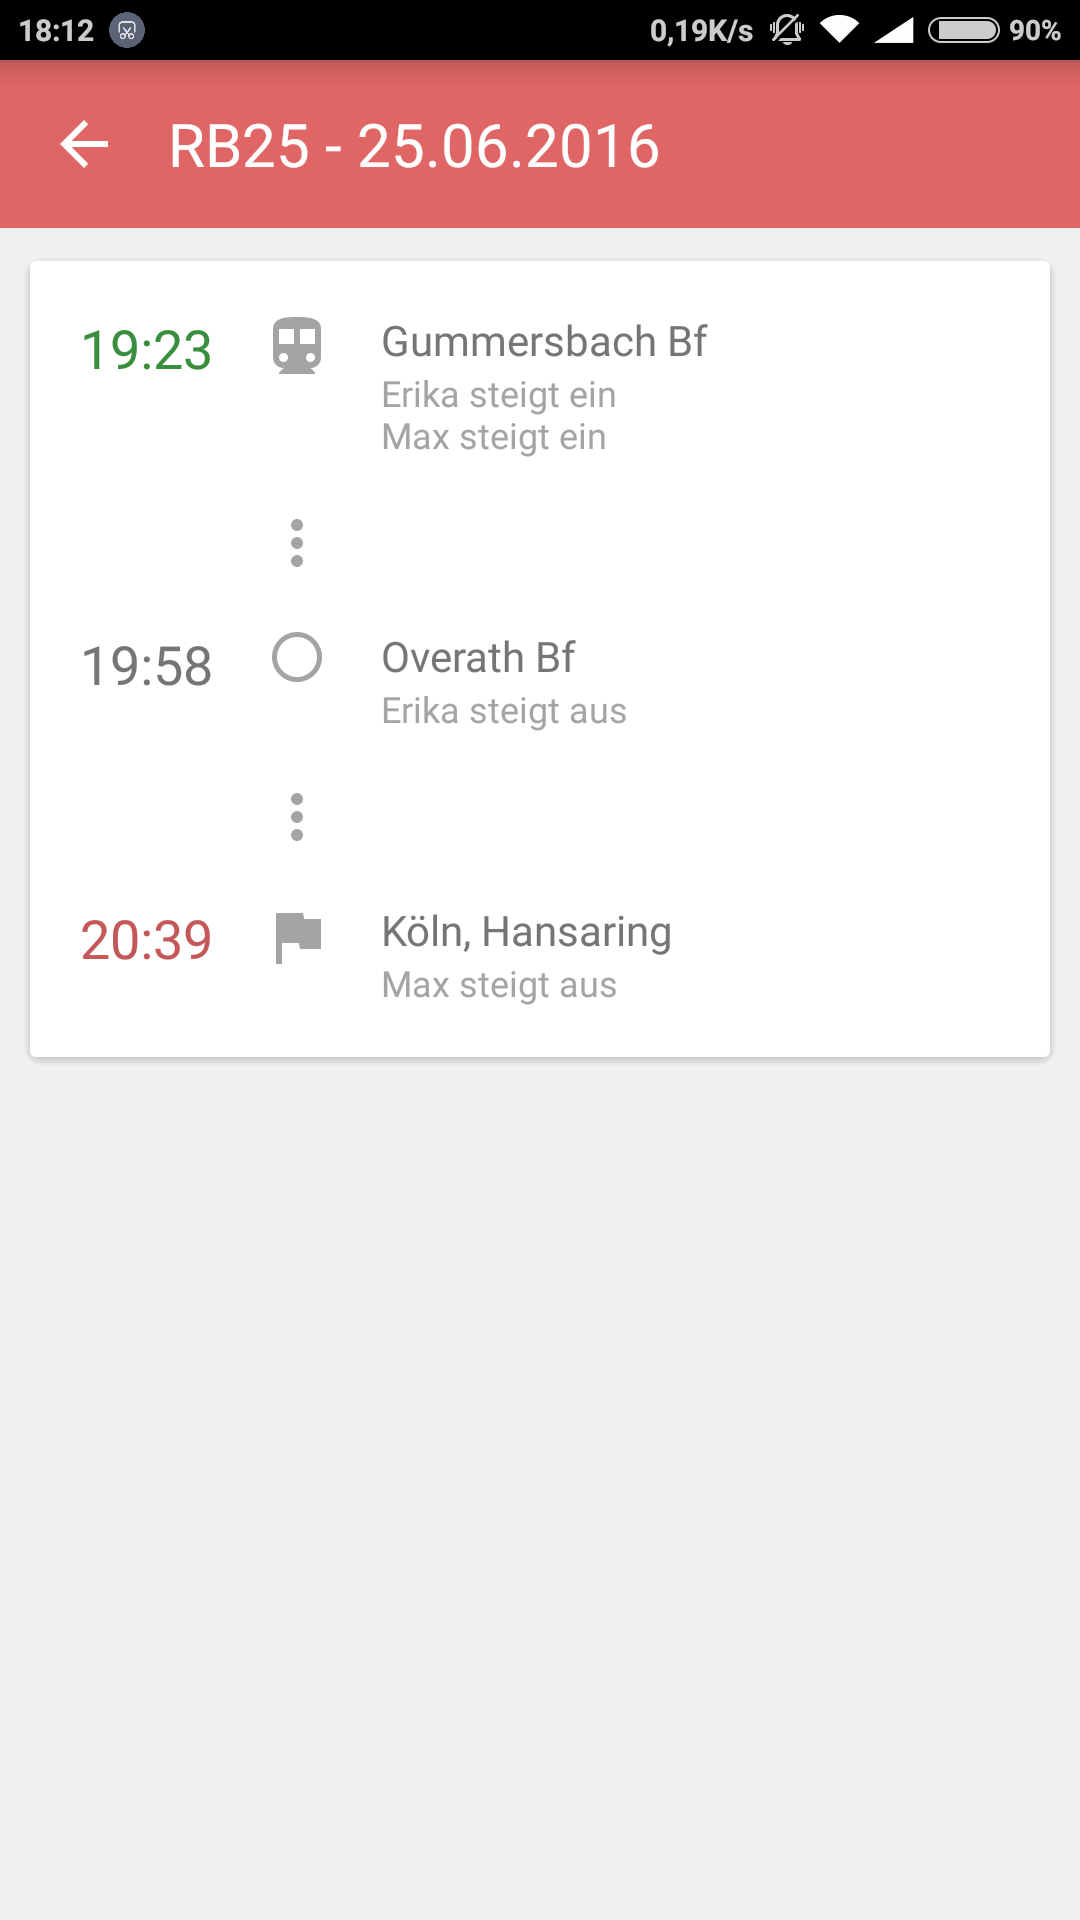 18:12 0,19K/s 90%
RB25 - 25.06.2016
19:23 Gummersbach Bf
Erika steigt ein
Max steigt ein
19:58 Overath Bf
Erika steigt aus
20:39 Köln, Hansaring
Max steigt aus